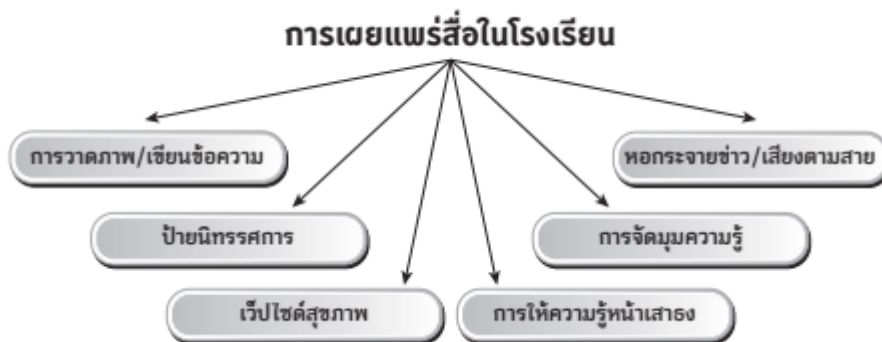 การเผยแพร่สื่อในโรงเรียน
การวาดภาพ/เขียนข้อความ
หอกระจายข่าว/เสียงตามสาย
ป้ายนิทรรศการ
การจัดมุมความรู้
เว็ปไซด์สุขภาพ
การให้ความรู้หน้าเสาธง